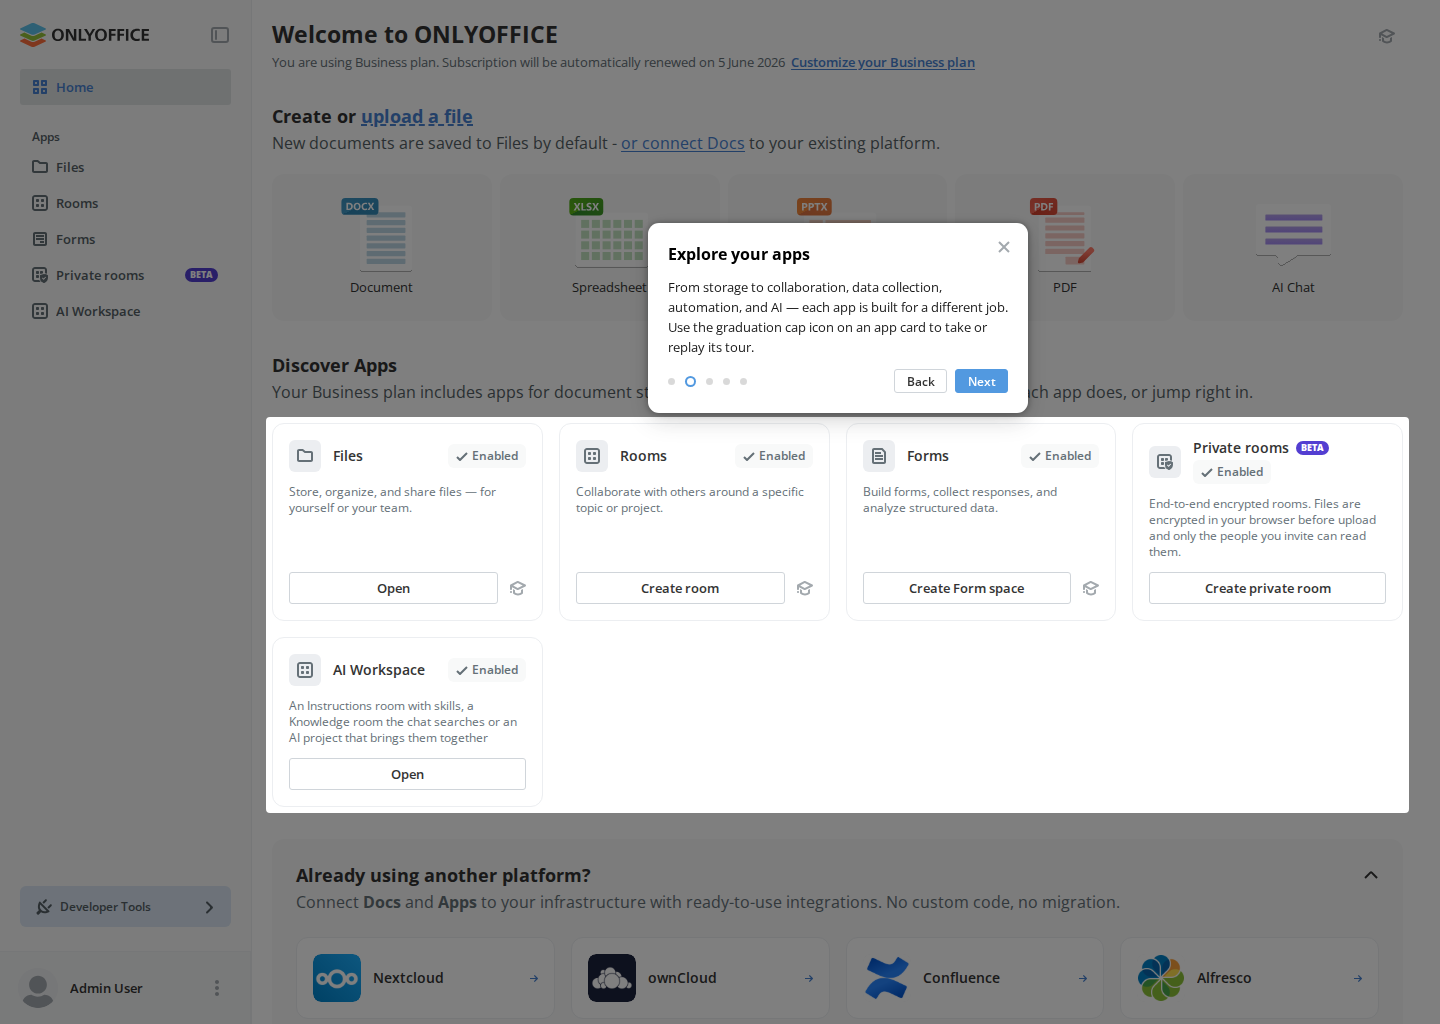 ONLYOFFICE
Home
Apps
Files
Rooms
Forms
Private rooms BETA
AI Workspace
Developer Tools
Admin User
Welcome to ONLYOFFICE
You are using Business plan. Subscription will be automatically renewed on 5 June 2026 Customize your Business plan
Create or upload a file
New documents are saved to Files by default - or connect Docs to your existing platform.
DOCX
Document
XLSX
Spreadsheet
PPTX
PDF
PDF
AI Chat
Explore your apps
From storage to collaboration, data collection,
automation, and AI — each app is built for a different job.
Use the graduation cap icon on an app card to take or
replay its tour.
Back
Next
Discover Apps
Your Business plan includes apps for document app does, or jump right in.
Files
Enabled
Store, organize, and share files — for
yourself or your team.
Open
Rooms
Enabled
Collaborate with others around a specific
topic or project.
Create room
Forms
Enabled
Build forms, collect responses, and
analyze structured data.
Create Form space
Private rooms BETA
Enabled
End-to-end encrypted rooms. Files are
encrypted in your browser before upload
and only the people you invite can read
them.
Create private room
AI Workspace
Enabled
An Instructions room with skills, a
Knowledge room the chat searches or an
AI project that brings them together
Open
Already using another platform?
Connect Docs and Apps to your infrastructure with ready-to-use integrations. No custom code, no migration.
Nextcloud
ownCloud
Confluence
Alfresco